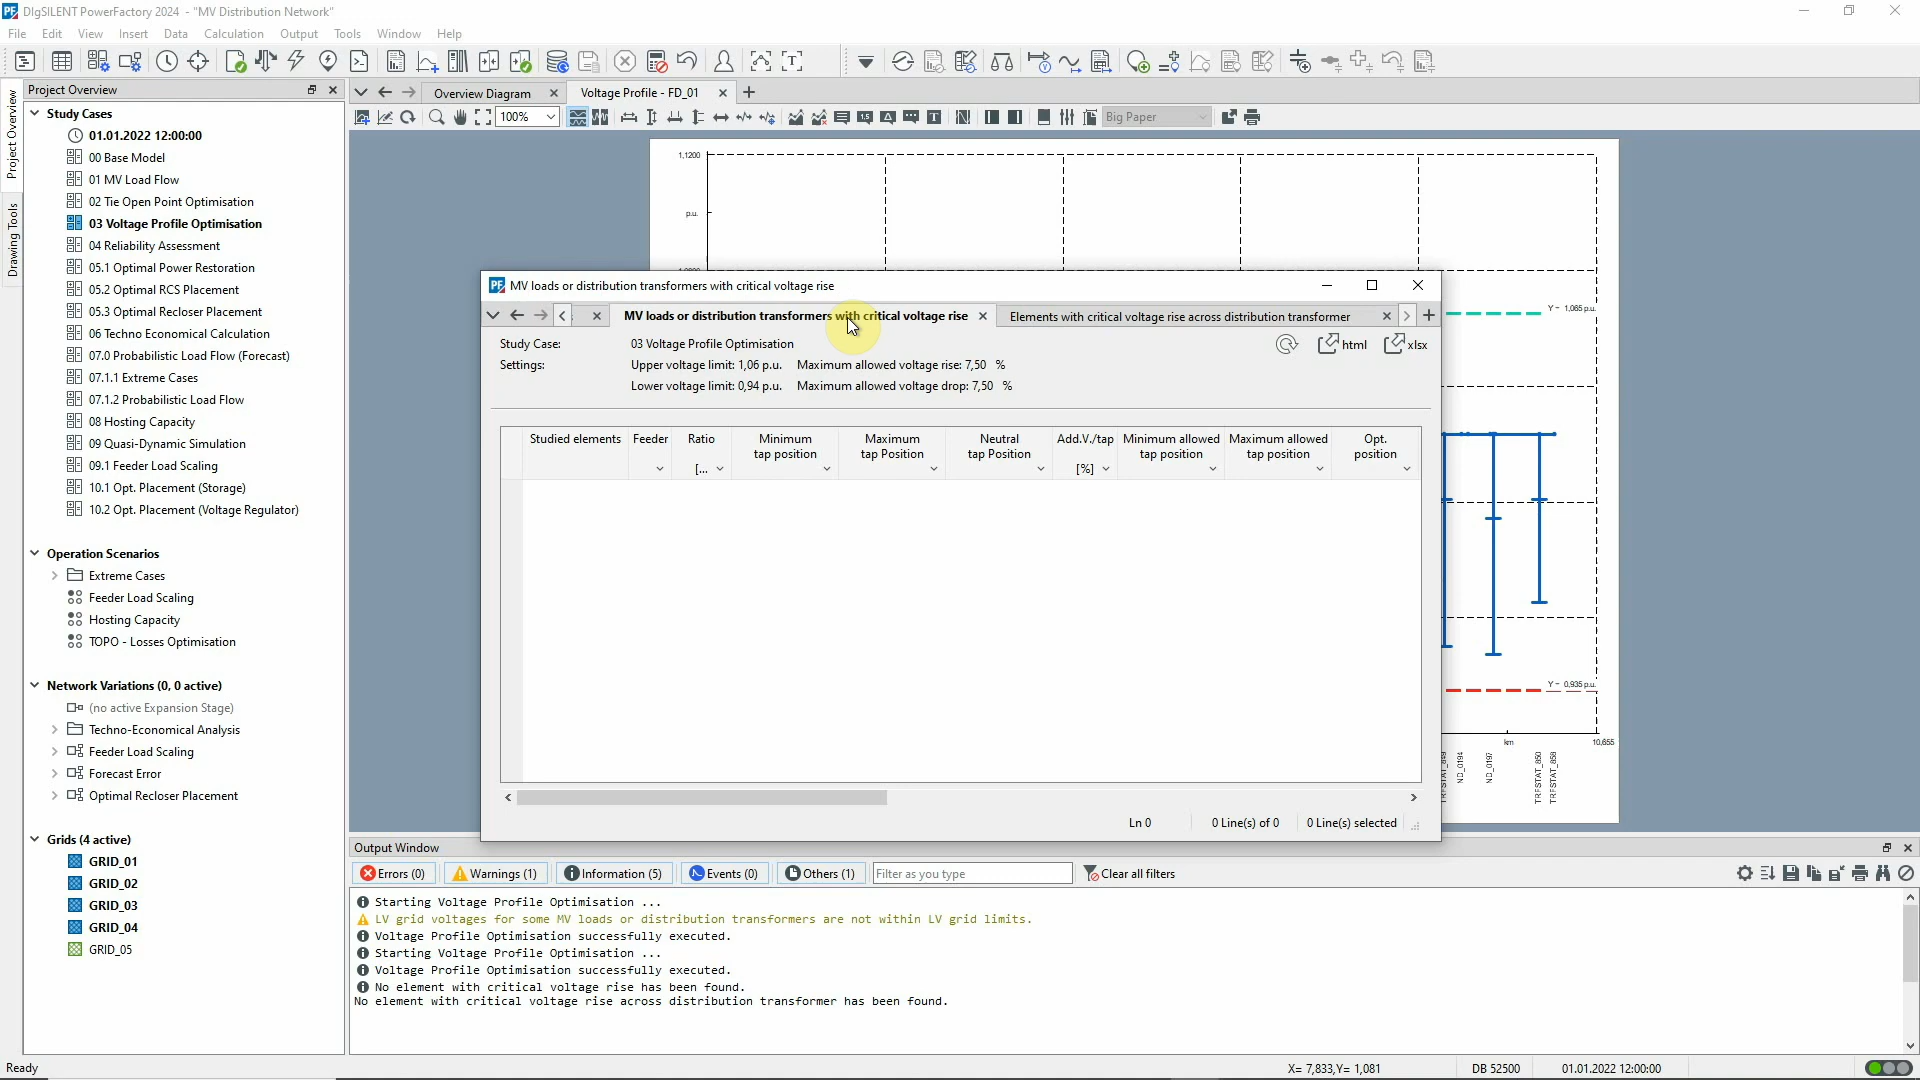 DIgSILENT PowerFactory 2024 - "MV Distribution Network"
File Edit View Insert Data Calculation Output Tools Window Help
Project Overview
Overview Diagram
Voltage Profile - FD_01
100%
Big Paper
Project Overview
Drawing Tools
Study Cases
01.01.2022 12:00:00
00 Base Model
01 MV Load Flow
02 Tie Open Point Optimisation
03 Voltage Profile Optimisation
04 Reliability Assessment
05.1 Optimal Power Restoration
05.2 Optimal RCS Placement
05.3 Optimal Recloser Placement
06 Techno Economical Calculation
07.0 Probabilistic Load Flow (Forecast)
07.1.1 Extreme Cases
07.1.2 Probabilistic Load Flow
08 Hosting Capacity
09 Quasi-Dynamic Simulation
09.1 Feeder Load Scaling
10.1 Opt. Placement (Storage)
10.2 Opt. Placement (Voltage Regulator)
Operation Scenarios
Extreme Cases
Feeder Load Scaling
Hosting Capacity
TOPO - Losses Optimisation
Network Variations (0, 0 active)
(no active Expansion Stage)
Techno-Economical Analysis
Feeder Load Scaling
Forecast Error
Optimal Recloser Placement
Grids (4 active)
GRID_01
GRID_02
GRID_03
GRID_04
GRID_05
1,1200
p.u.
Y = 1,065 p.u.
Y = 0,935 p.u.
km
10,655
ND_0194
ND_0197
TRFSTAT_850
TRFSTAT_858
MV loads or distribution transformers with critical voltage rise
MV loads or distribution transformers with critical voltage rise
Elements with critical voltage rise across distribution transformer
Study Case: 03 Voltage Profile Optimisation
html
xlsx
Settings: Upper voltage limit: 1,06 p.u. Maximum allowed voltage rise: 7,50 %
Lower voltage limit: 0,94 p.u. Maximum allowed voltage drop: 7,50 %
Studied elements
Feeder
Ratio
[...
Minimum
tap position
Maximum
tap Position
Neutral
tap Position
Add.V./tap
[%]
Minimum allowed
tap position
Maximum allowed
tap position
Opt.
position
Ln 0
0 Line(s) of 0
0 Line(s) selected
Output Window
Errors (0)
Warnings (1)
Information (5)
Events (0)
Others (1)
Filter as you type
Clear all filters
Starting Voltage Profile Optimisation ...
LV grid voltages for some MV loads or distribution transformers are not within LV grid limits.
Voltage Profile Optimisation successfully executed.
Starting Voltage Profile Optimisation ...
Voltage Profile Optimisation successfully executed.
No element with critical voltage rise has been found.
No element with critical voltage rise across distribution transformer has been found.
Ready
X= 7,833,Y= 1,081
DB 52500
01.01.2022 12:00:00